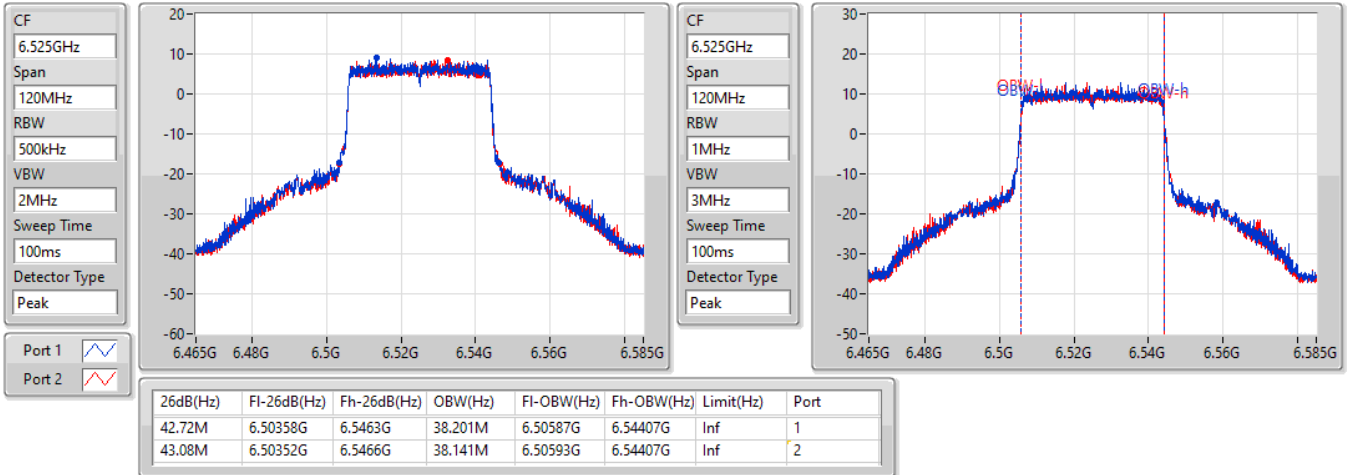 CF
6.525GHz
Span
120MHz
RBW
500kHz
VBW
2MHz
Sweep Time
100ms
Detector Type
Peak
Port 1
Port 2
20
10
0
-10
-20
-30
-40
-50
-60
6.465G 6.48G 6.5G 6.52G 6.54G 6.56G 6.585G
CF
6.525GHz
Span
120MHz
RBW
1MHz
VBW
3MHz
Sweep Time
100ms
Detector Type
Peak
30
20
10
0
-10
-20
-30
-40
-50
OBW-h
6.465G 6.48G 6.5G 6.52G 6.54G 6.56G 6.585G
26dB(Hz) Fl-26dB(Hz) Fh-26dB(Hz) OBW(Hz) Fl-OBW(Hz) Fh-OBW(Hz) Limit(Hz) Port
42.72M 6.50358G 6.5463G 38.201M 6.50587G 6.54407G Inf 1
43.08M 6.50352G 6.5466G 38.141M 6.50593G 6.54407G Inf 2